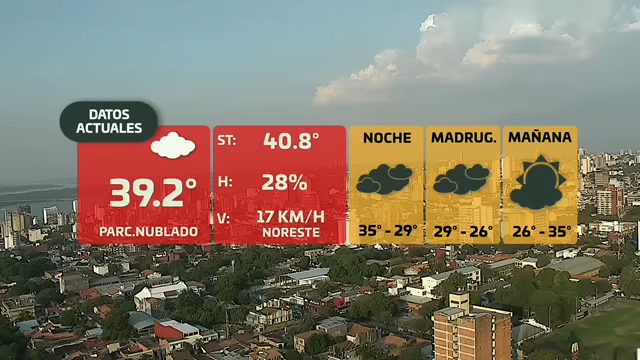 DATOS
ACTUALES
39.2°
PARC.NUBLADO
ST: 40.8°
H: 28%
V: 17 KM/H
NORESTE
NOCHE
35° - 29°
MADRUG.
29° - 26°
MAÑANA
26° - 35°